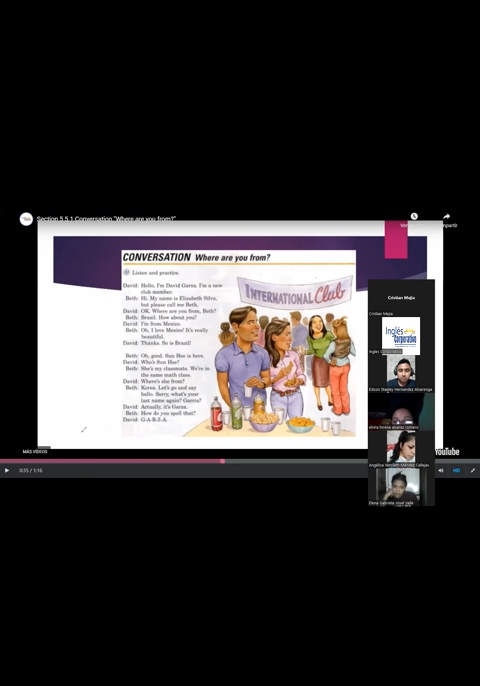 Section 5.5.1 Conversation "Where are you from?"
CONVERSATION Where are you from?
Listen and practice.
David: Hello, I'm David Garza. I'm a new
club member.
Beth: Hi. My name is Elizabeth Silva,
but please call me Beth.
David: OK. Where are you from, Beth?
Beth: Brazil. How about you?
David: I'm from Mexico.
Beth: Oh, I love Mexico! It's really
beautiful.
David: Thanks. So is Brazil!
Beth: Oh, good. Sun Hee is here.
David: Who's Sun Hee?
Beth: She's my classmate. We're in
the same math class.
David: Where's she from?
Beth: Korea. Let's go and say
hello. Sorry, what's your
last name again? Garcia?
David: Actually, it's Garza.
Beth: How do you spell that?
David: G-A-R-Z-A.
INTERNATIONAL Club
Cristian Mejia
Cristian Mejia
Inglés
Corporativo
Inglés Corporativo
Edson Stanley Hernandez Alvarenga
Angélica Yamileth Méndez Callejas
MÁS VÍDEOS
YouTube
0:35 / 1:16
HD